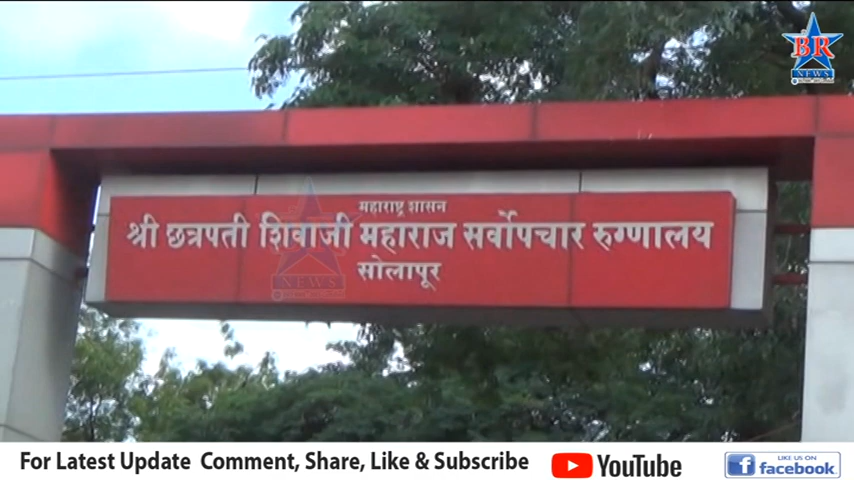 BR
NEWS
महाराष्ट्र शासन
श्री छत्रपती शिवाजी महाराज सर्वोपचार रुग्णालय
सोलापूर
NEWS
For Latest Update Comment, Share, Like & Subscribe
YouTube
LIKE US ON
facebook